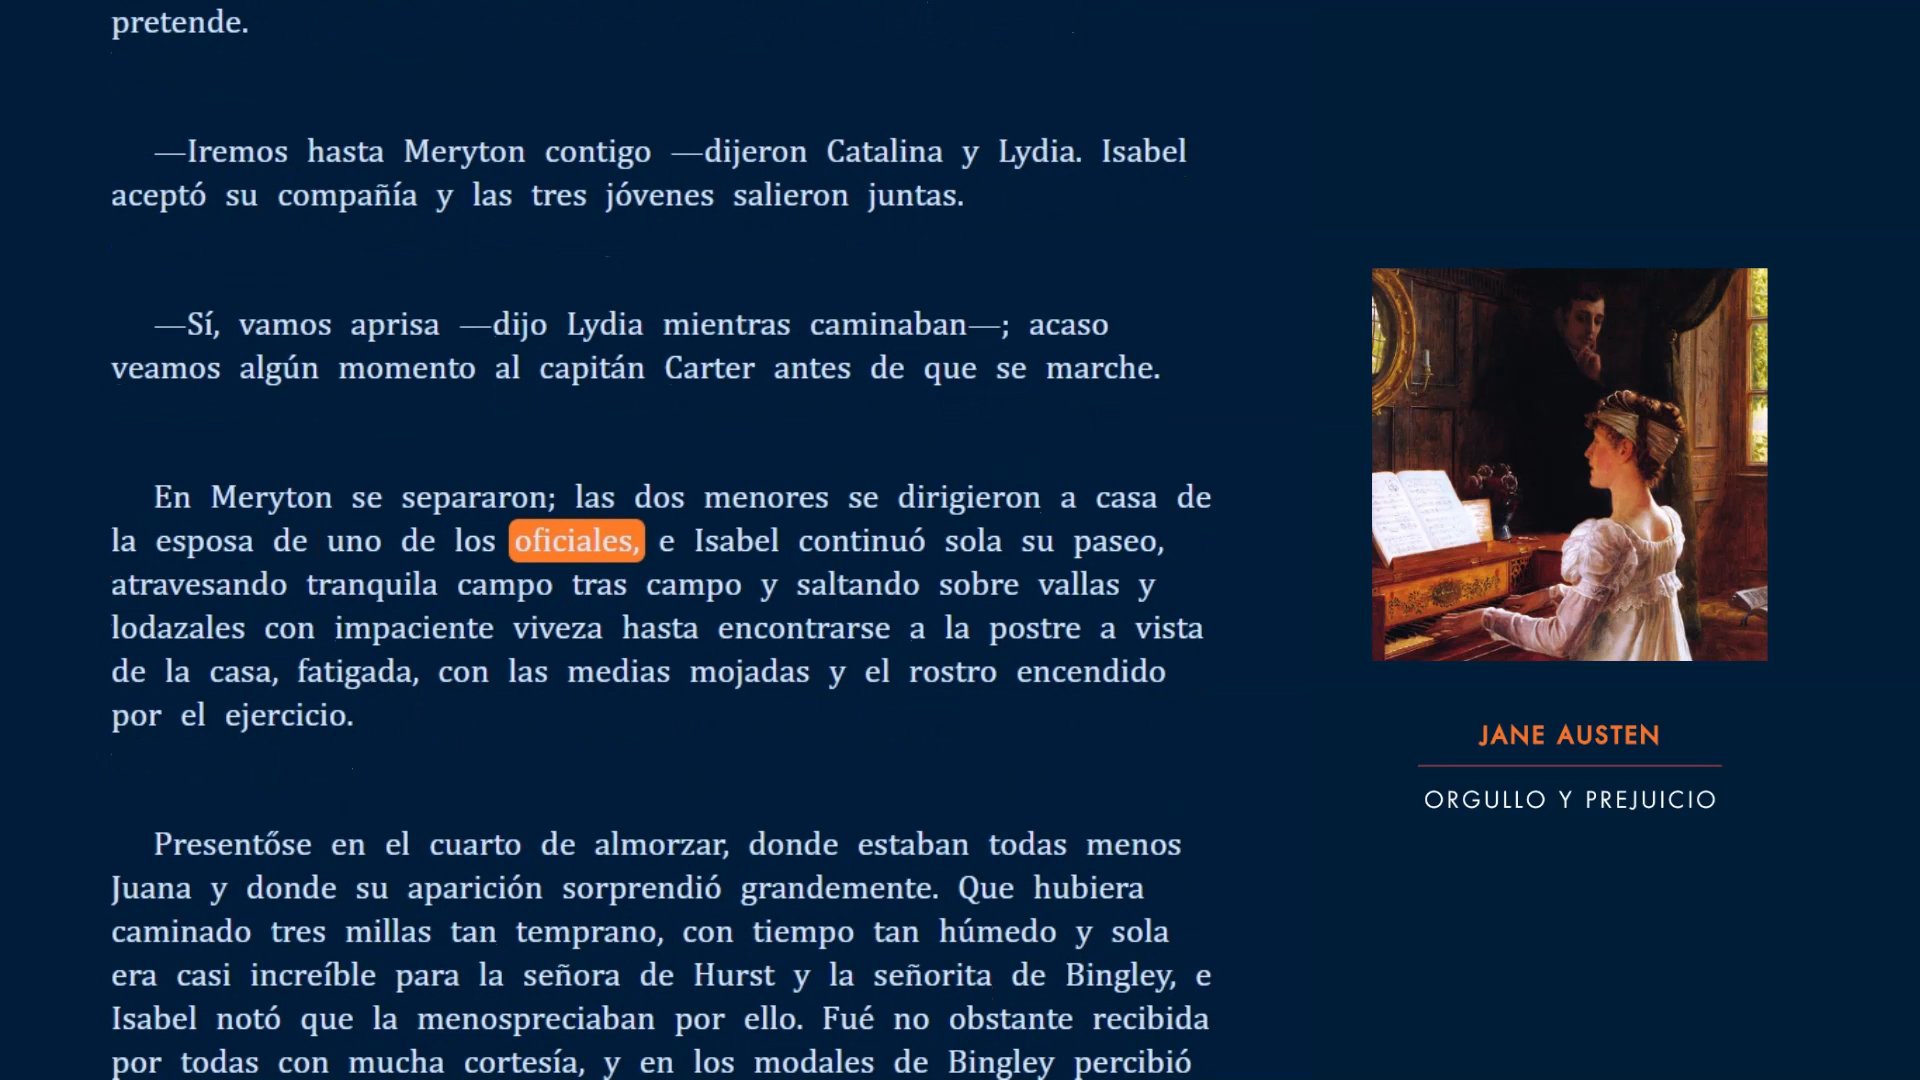 pretende.
—Iremos hasta Meryton contigo —dijeron Catalina y Lydia. Isabel
aceptó su compañía y las tres jóvenes salieron juntas.
—Sí, vamos aprisa —dijo Lydia mientras caminaban—; acaso
veamos algún momento al capitán Carter antes de que se marche.
En Meryton se separaron; las dos menores se dirigieron a casa de
la esposa de uno de los oficiales, e Isabel continuó sola su paseo,
atravesando tranquila campo tras campo y saltando sobre vallas y
lodazales con impaciente viveza hasta encontrarse a la postre a vista
de la casa, fatigada, con las medias mojadas y el rostro encendido
por el ejercicio.
Presentőse en el cuarto de almorzar, donde estaban todas menos
Juana y donde su aparición sorprendió grandemente. Que hubiera
caminado tres millas tan temprano, con tiempo tan húmedo y sola
era casi increíble para la señora de Hurst y la señorita de Bingley, e
Isabel notó que la menospreciaban por ello. Fué no obstante recibida
por todas con mucha cortesía, y en los modales de Bingley percibió
JANE AUSTEN
ORGULLO Y PREJUICIO